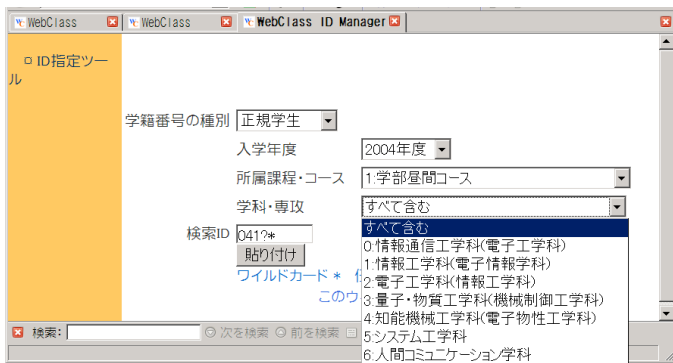 WebClass WebClass WebClass ID Manager
ID指定ツー
ル
学籍番号の種別 正規学生
入学年度 2004年度
所属課程・コース 1:学部昼間コース
学科・専攻 すべて含む
検索ID 041?*
すべて含む
0:情報通信工学科(電子工学科)
貼り付け
1:情報工学科(電子情報学科)
ワイルドカード *
2:電子工学科(情報工学科)
このウ
3:量子・物質工学科(機械制御工学科)
4:知能機械工学科(電子物性工学科)
検索: 次を検索 前を検索
5:システム工学科
6:人間コミュニケーション学科